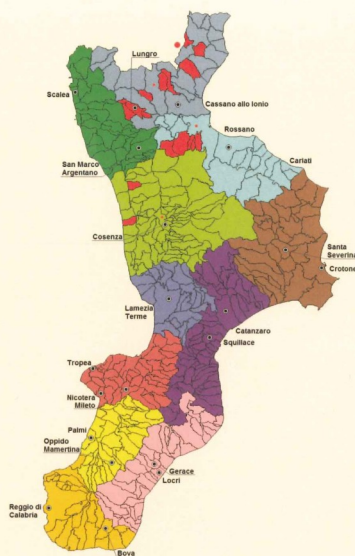 Lungro
Scalea
Cassano allo Ionio
Rossano
Cariati
San Marco
Argentano
Cosenza
Santa
Severina
Crotone
Lamezia
Terme
Catanzaro
Squillace
Tropea
Nicotera
Mileto
Palmi
Oppido
Mamertina
Gerace
Locri
Reggio di
Calabria
Bova